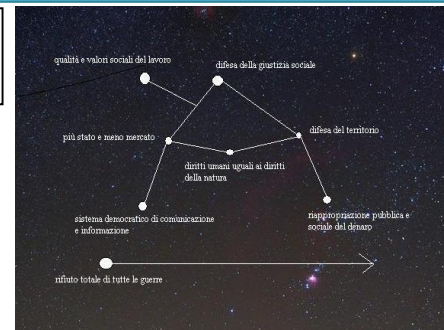 qualità e valori sociali del lavoro
difesa della giustizia sociale
più stato e meno mercato
difesa del territorio
diritti umani uguali ai diritti
della natura
sistema democratico di comunicazione
e informazione
riappropriazione pubblica e
sociale del denaro
rifiuto totale di tutte le guerre